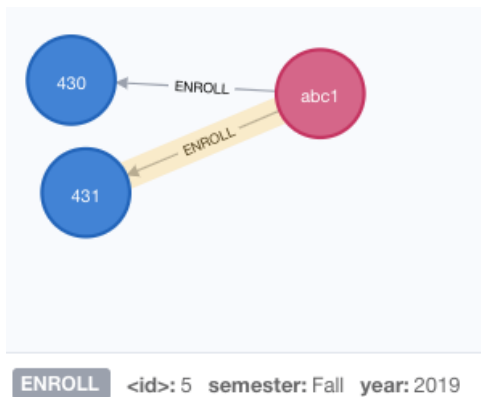 430
ENROLL
abc1
ENROLL
431
ENROLL <id>: 5 semester: Fall year: 2019